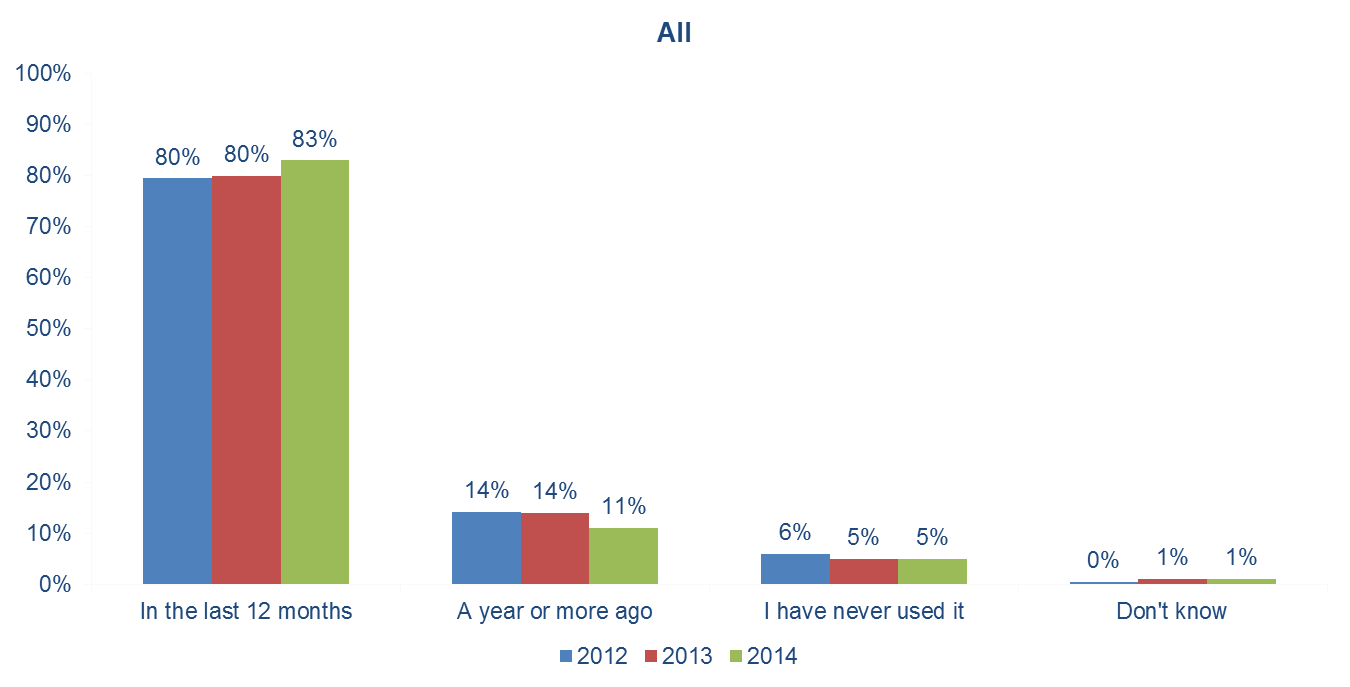 All
100%
90%
80%
70%
60%
50%
40%
30%
20%
10%
0%
80% 80% 83%
14% 14% 11%
6% 5% 5%
0% 1% 1%
In the last 12 months A year or more ago I have never used it Don't know
2012 2013 2014